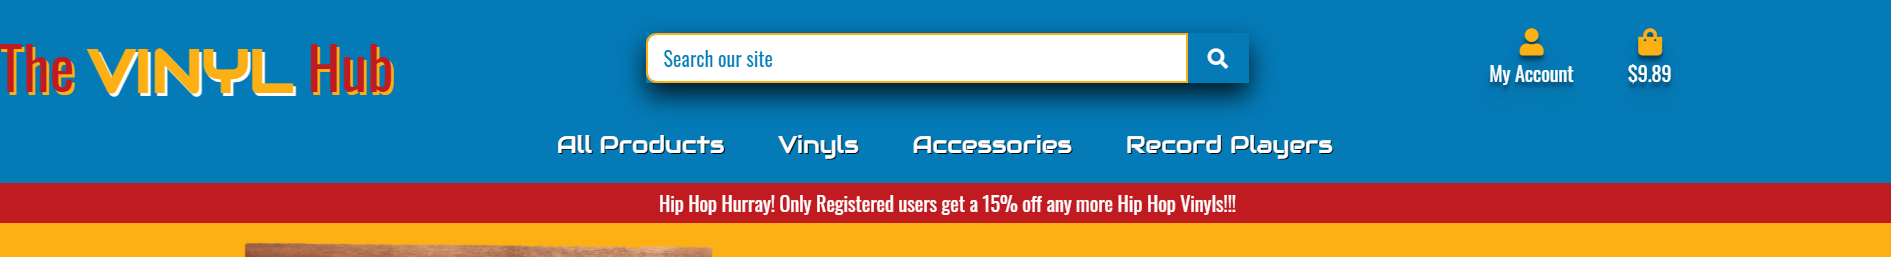 The VINYL Hub
Search our site
My Account
$9.89
All Products
Vinyls
Accessories
Record Players
Hip Hop Hurray! Only Registered users get a 15% off any more Hip Hop Vinyls!!!